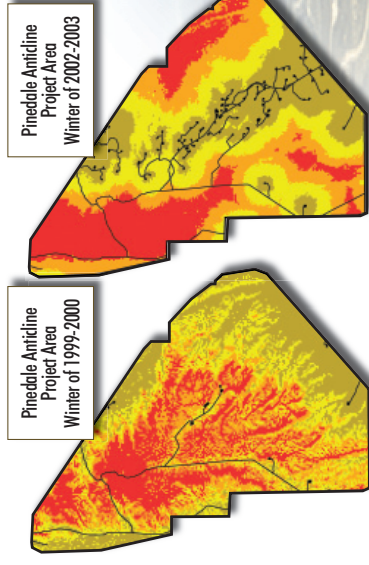 Pinedale Anticline
Project Area
Winter of 1999-2000
Pinedale Anticline
Project Area
Winter of 2002-2003